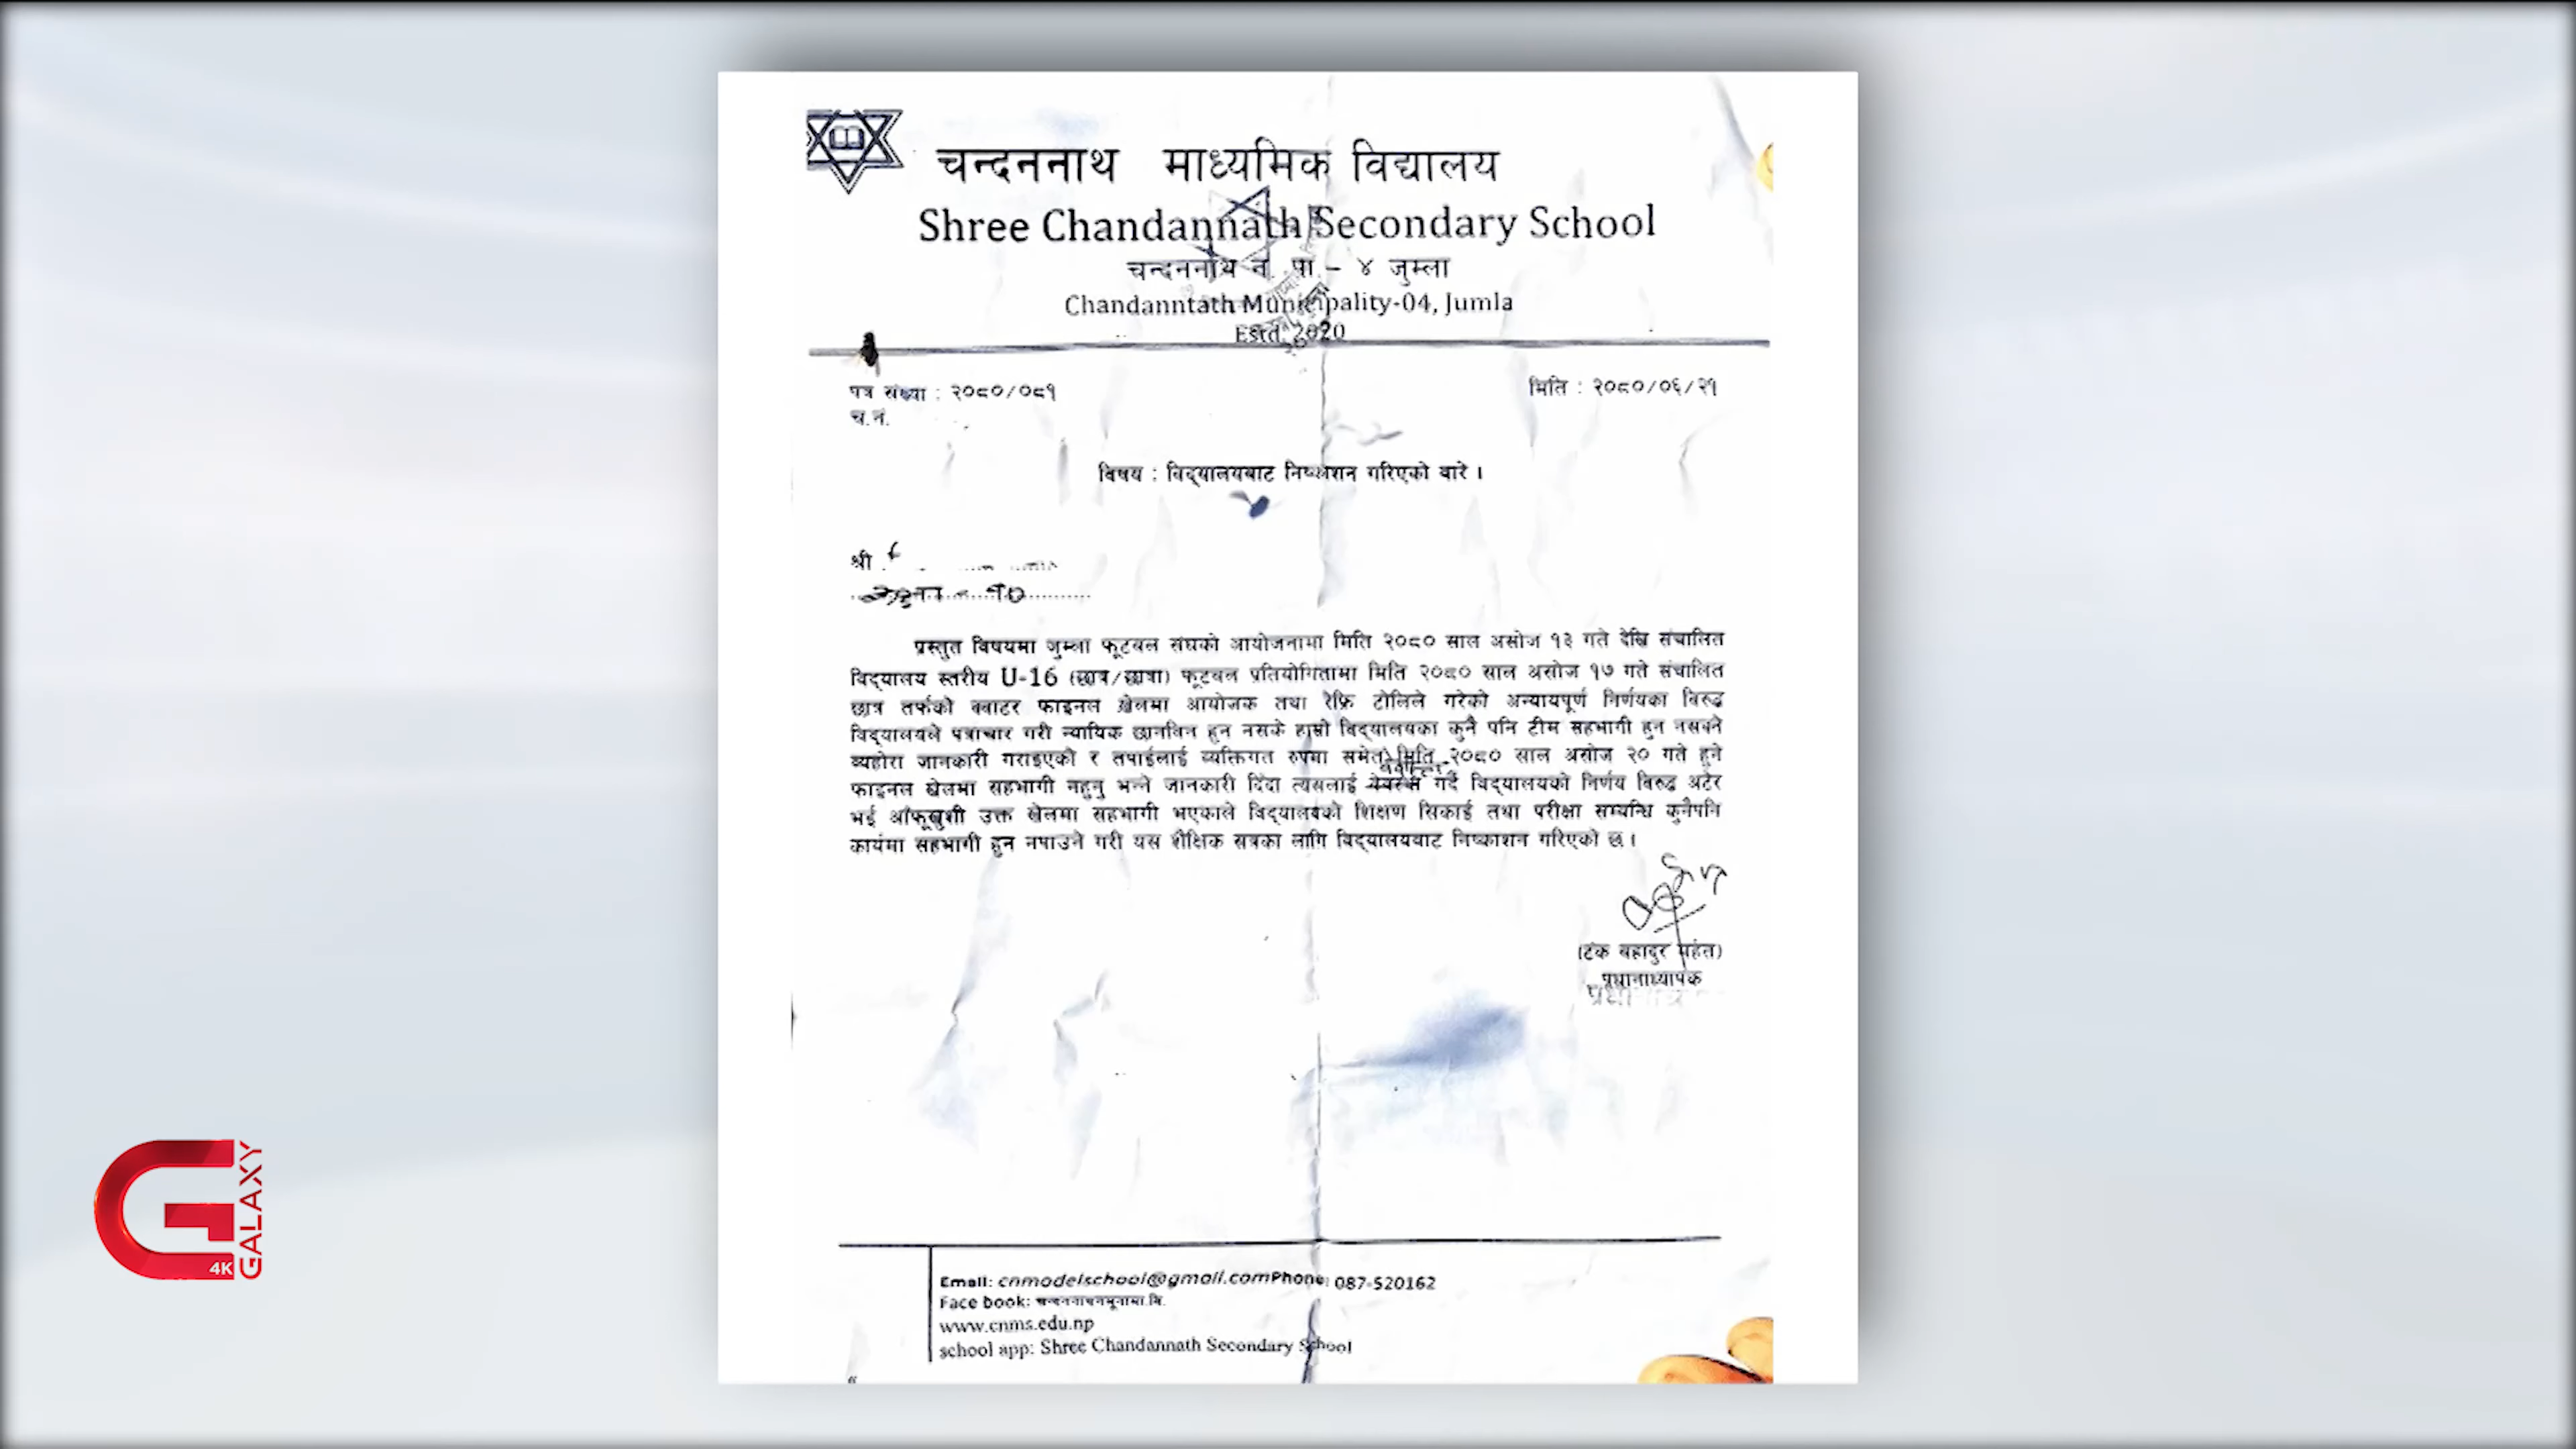 चन्दननाथ माध्यमिक विद्यालय
Shree Chandannath Secondary School
चन्दननाथ न. पा. – ४ जुम्ला
Chandanntath Municipality-04, Jumla
Estd. 2020
पत्र संख्या : २०८०/०८१
मिति : २०८०/०६/२१
च.नं.
विषय : विद्यालयबाट निष्काशन गरिएको बारे ।
श्री
प्रस्तुत विषयमा जुम्ला फूटबल संघको आयोजनामा मिति २०८० साल असोज १३ गते देखि संचालित
विद्यालय स्तरीय U-16 (छात्र/छात्रा) फूटबल प्रतियोगितामा मिति २०८० साल असोज १७ गते संचालित
छात्र तर्फको क्वाटर फाइनल खेलमा आयोजक तथा रेफ्रि टोलिले गरेको अन्यायपूर्ण निर्णयका विरुद्ध
विद्यालयले पत्राचार गरी न्यायिक छानविन हुन नसके हाम्रो विद्यालयका कुनै पनि टीम सहभागी हुन नसक्ने
व्यहोरा जानकारी गराइएको र तपाईलाई व्यक्तिगत रुपमा समेत मिति २०८० साल असोज २० गते हुने
फाइनल खेलमा सहभागी नहुनु भन्ने जानकारी दिंदा त्यसलाई गर्दै विद्यालयको निर्णय विरुद्ध अटेर
भई आँफूखुशी उक्त खेलमा सहभागी भएकाले विद्यालयको शिक्षण सिकाई तथा परीक्षा सम्बन्धि कुनैपनि
कार्यमा सहभागी हुन नपाउने गरी यस शैक्षिक सत्रका लागि विद्यालयबाट निष्काशन गरिएको छ ।
(टंक बहादुर महत)
प्रधानाध्यापक
Email: cnmodelschool@gmail.comPhone: 087-520162
Face book: चन्दननाथनमूनामा.वि.
www.cnms.edu.np
school app: Shree Chandannath Secondary School
GALAXY
4K